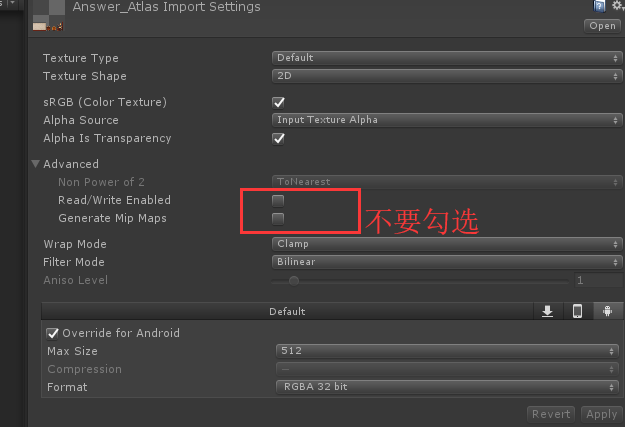 Answer_Atlas Import Settings
Open
Texture Type Default
Texture Shape 2D
sRGB (Color Texture)
Alpha Source Input Texture Alpha
Alpha Is Transparency
Advanced
Non Power of 2 ToNearest
Read/Write Enabled
Generate Mip Maps
不要勾选
Wrap Mode Clamp
Filter Mode Bilinear
Aniso Level 1
Default
Override for Android
Max Size 512
Compression
Format RGBA 32 bit
Revert Apply